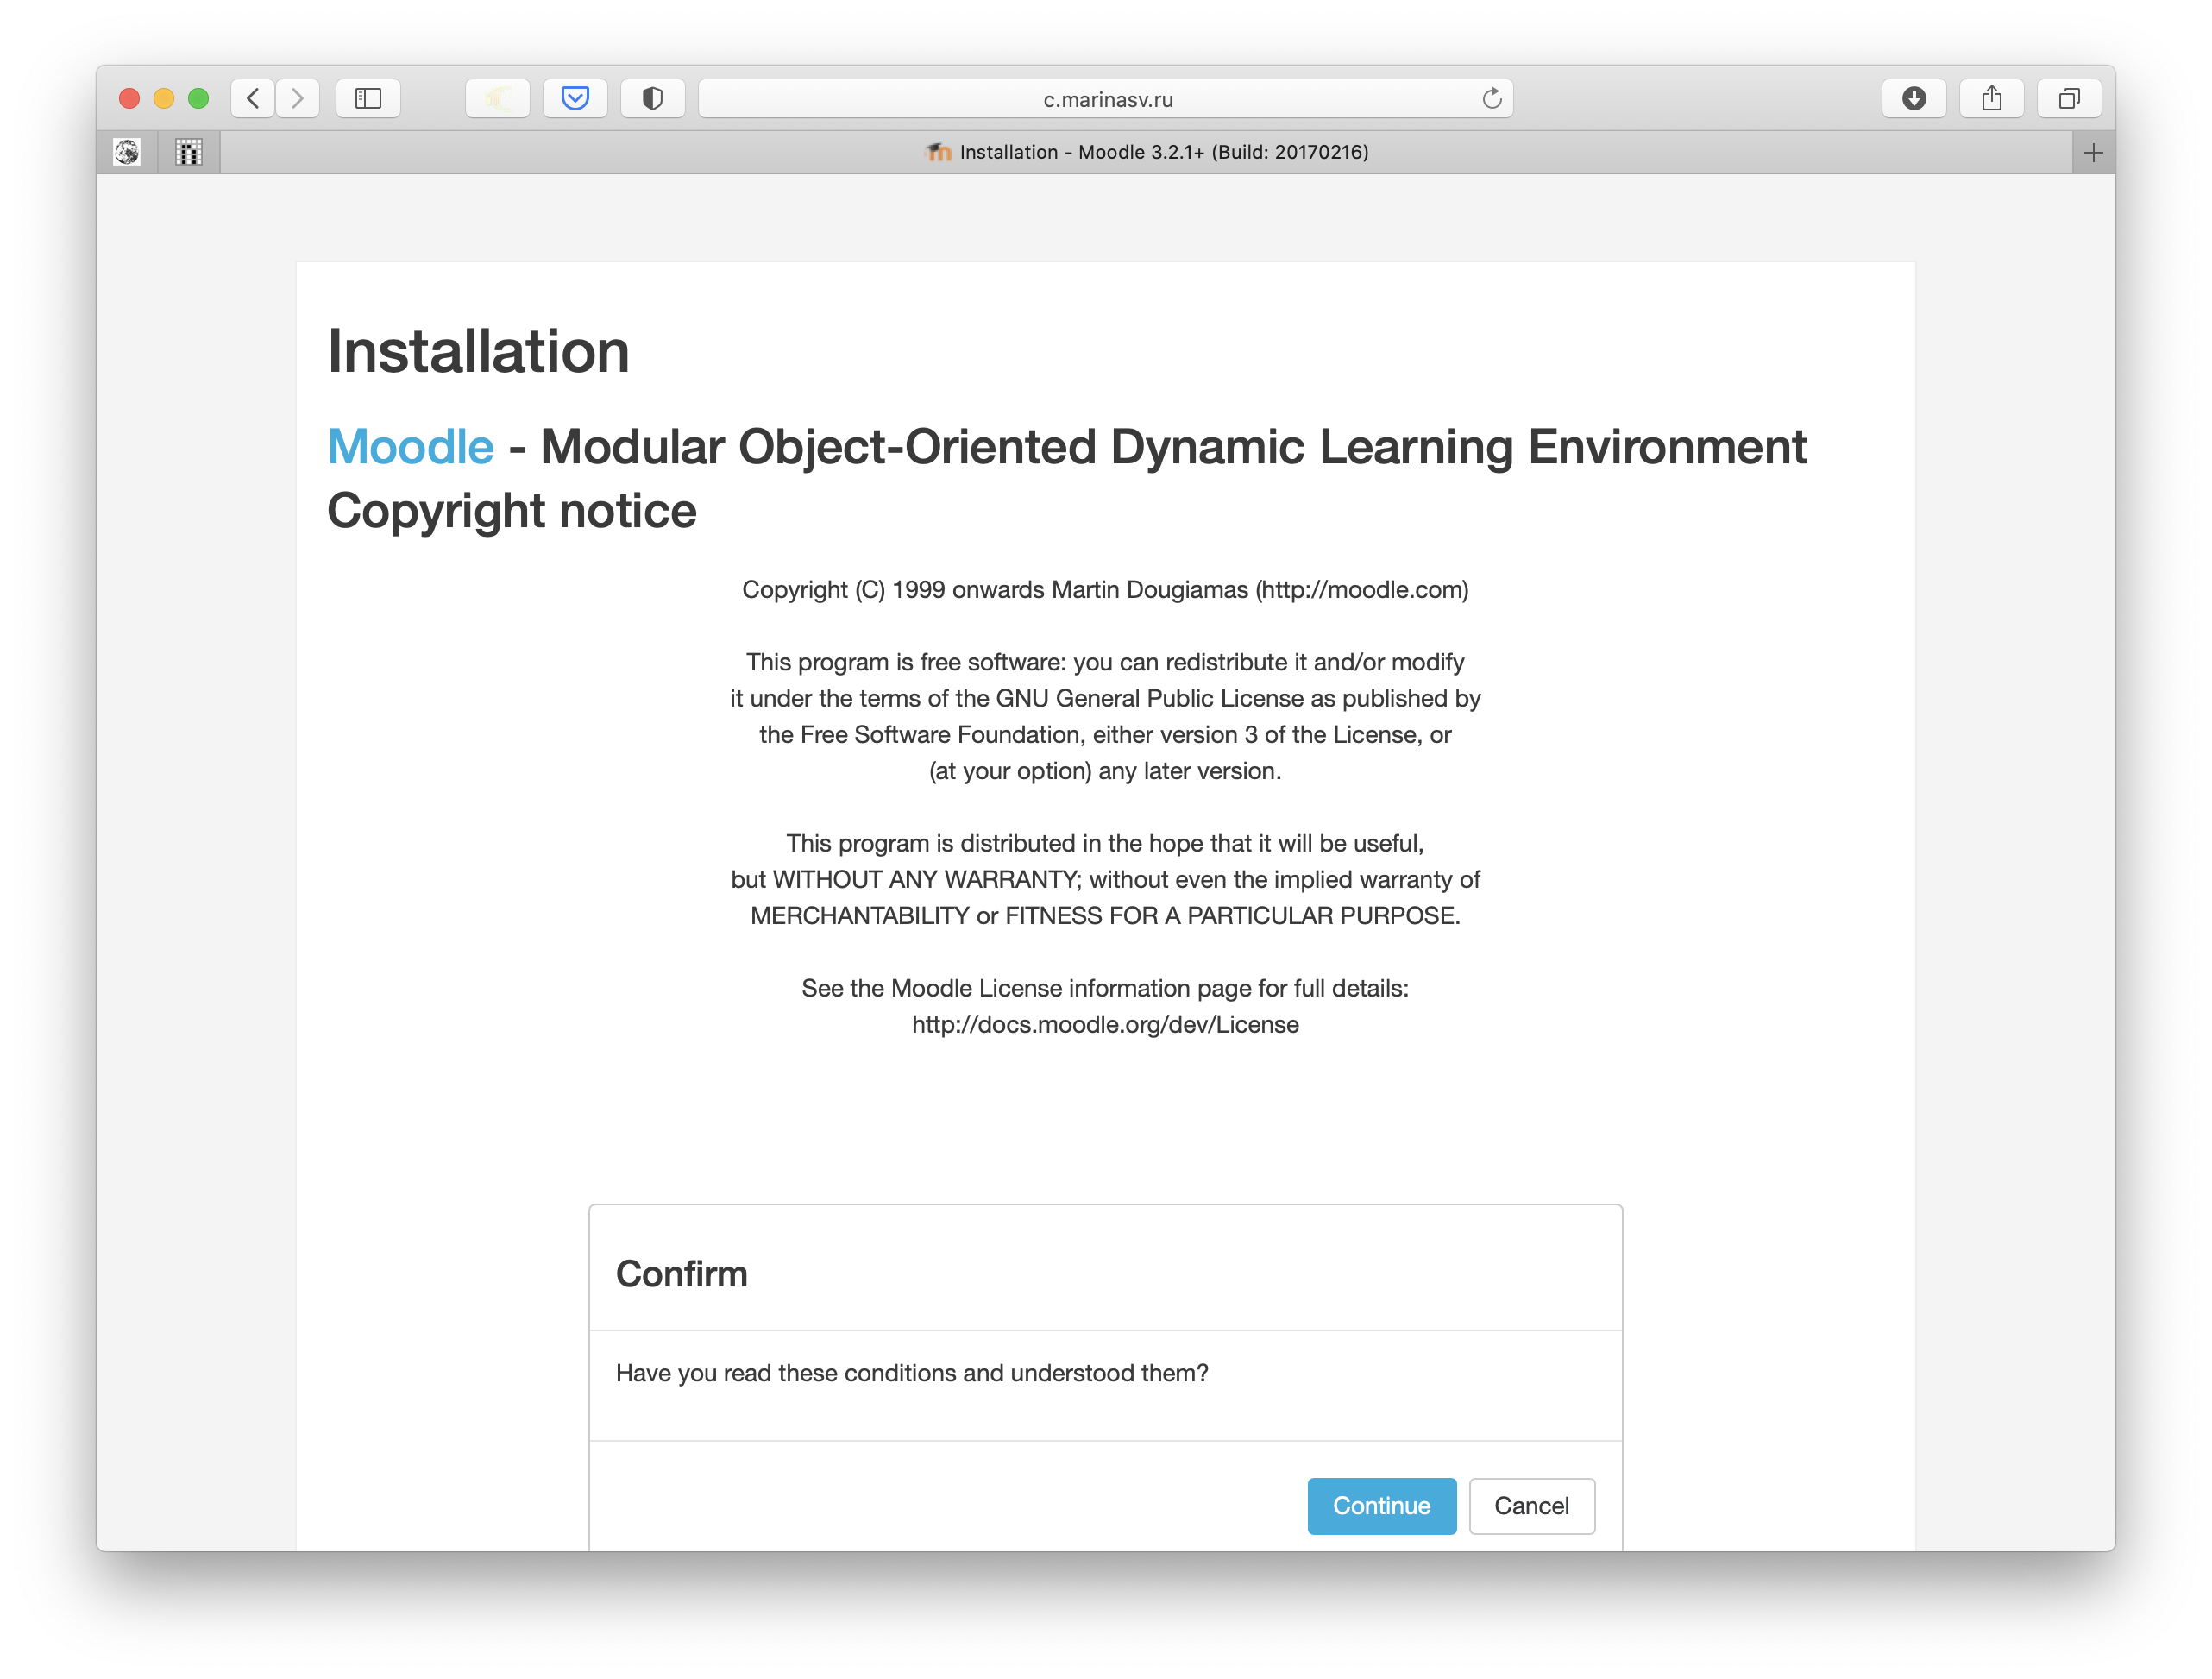 c.marinasv.ru
Installation - Moodle 3.2.1+ (Build: 20170216)
Installation
Moodle - Modular Object-Oriented Dynamic Learning Environment
Copyright notice
Copyright (C) 1999 onwards Martin Dougiamas (http://moodle.com)
This program is free software: you can redistribute it and/or modify
it under the terms of the GNU General Public License as published by
the Free Software Foundation, either version 3 of the License, or
(at your option) any later version.
This program is distributed in the hope that it will be useful,
but WITHOUT ANY WARRANTY; without even the implied warranty of
MERCHANTABILITY or FITNESS FOR A PARTICULAR PURPOSE.
See the Moodle License information page for full details:
http://docs.moodle.org/dev/License
Confirm
Have you read these conditions and understood them?
Continue Cancel